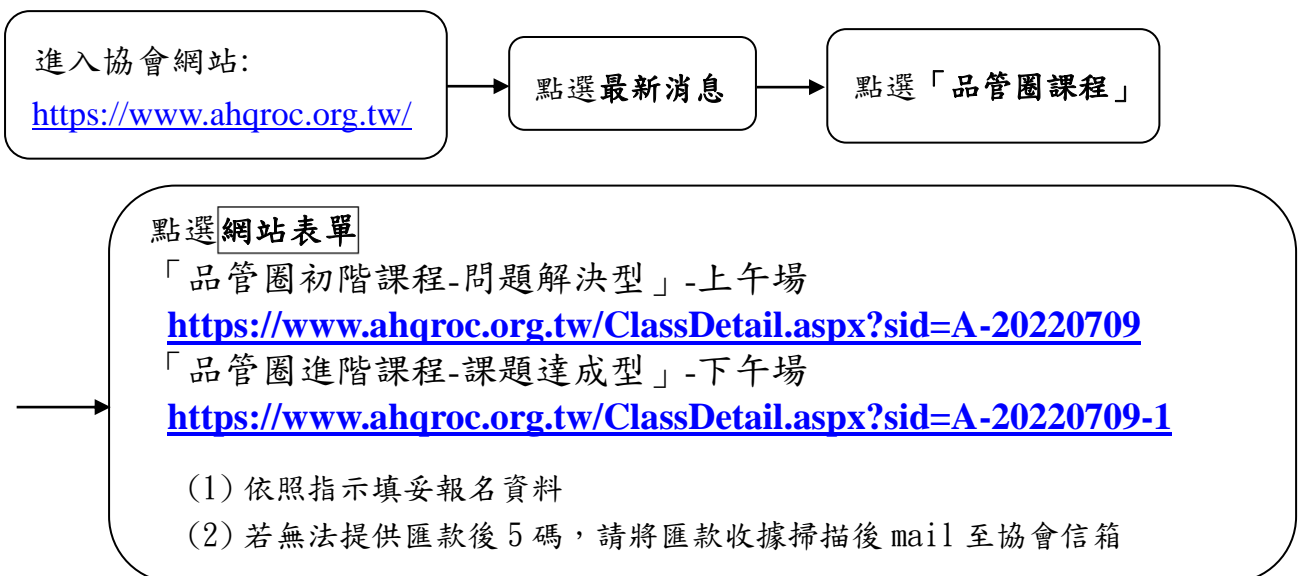 進入協會網站:
https://www.ahqroc.org.tw/
點選最新消息
點選「品管圈課程」
點選網站表單
「品管圈初階課程-問題解決型」-上午場
https://www.ahqroc.org.tw/ClassDetail.aspx?sid=A-20220709
「品管圈進階課程-課題達成型」-下午場
https://www.ahqroc.org.tw/ClassDetail.aspx?sid=A-20220709-1
(1)依照指示填妥報名資料
(2)若無法提供匯款後5碼，請將匯款收據掃描後mail至協會信箱